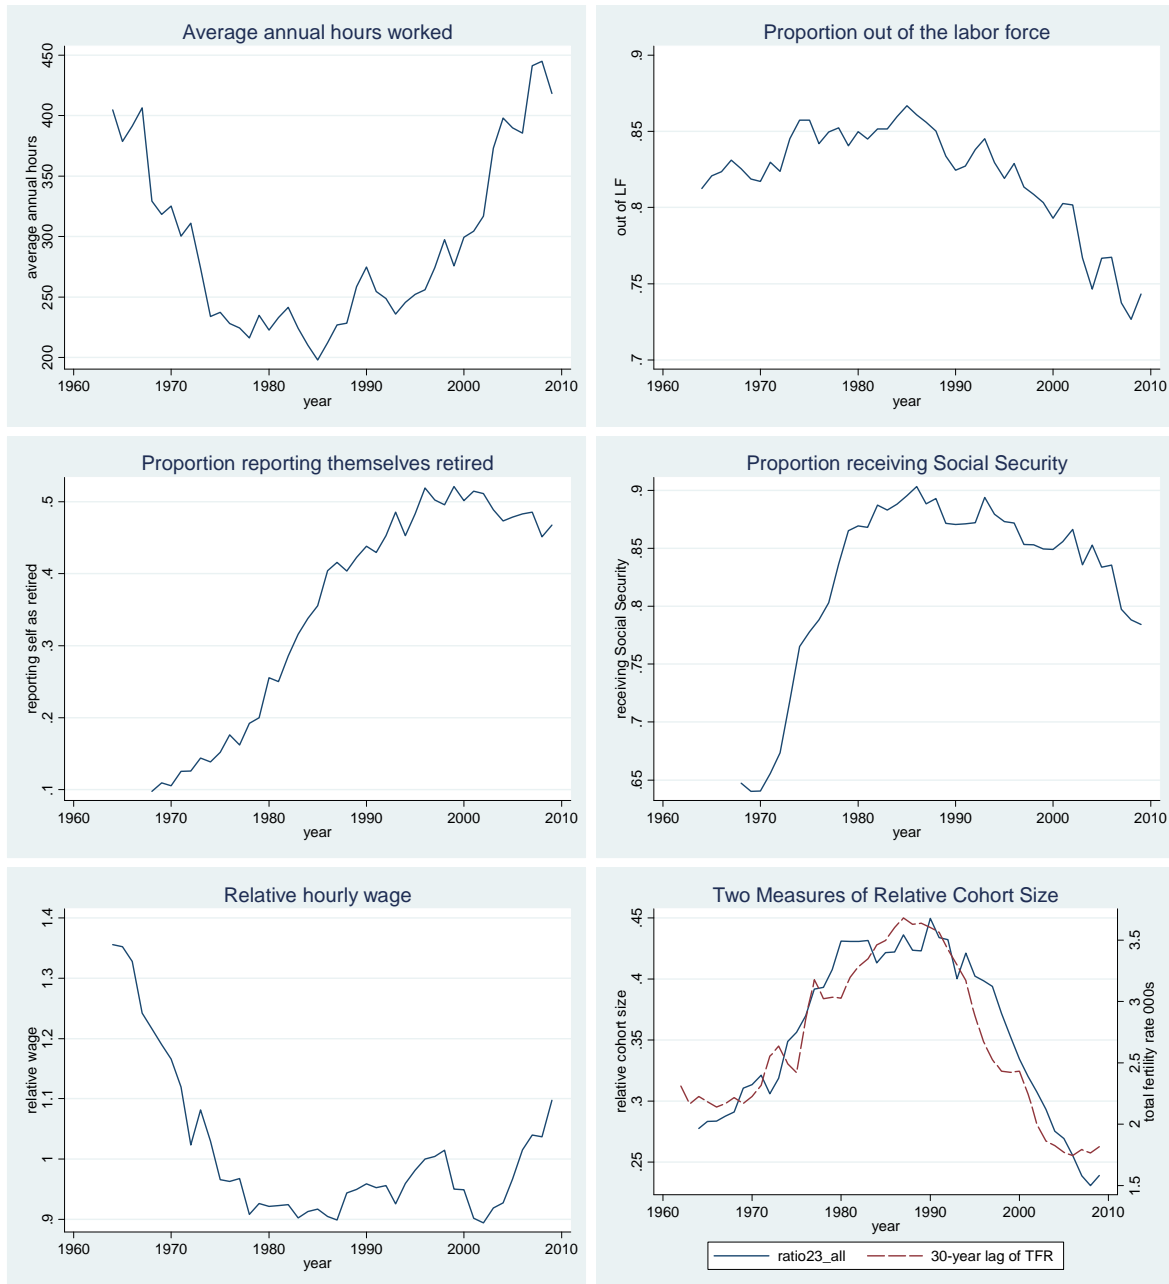 Average annual hours worked
average annual hours
450
400
350
300
250
200
1960 1970 1980 1990 2000 2010
year
Proportion out of the labor force
out of LF
.9
.85
.8
.75
.7
1960 1970 1980 1990 2000 2010
year
Proportion reporting themselves retired
reporting self as retired
.5
.4
.3
.2
.1
1960 1970 1980 1990 2000 2010
year
Proportion receiving Social Security
receiving Social Security
.9
.85
.8
.75
.7
.65
1960 1970 1980 1990 2000 2010
year
Relative hourly wage
relative wage
1.4
1.3
1.2
1.1
1
.9
1960 1970 1980 1990 2000 2010
year
Two Measures of Relative Cohort Size
relative cohort size
.45
.4
.35
.3
.25
3.5
3
2.5
2
1.5
total fertility rate 000s
1960 1970 1980 1990 2000 2010
year
ratio23_all 30-year lag of TFR